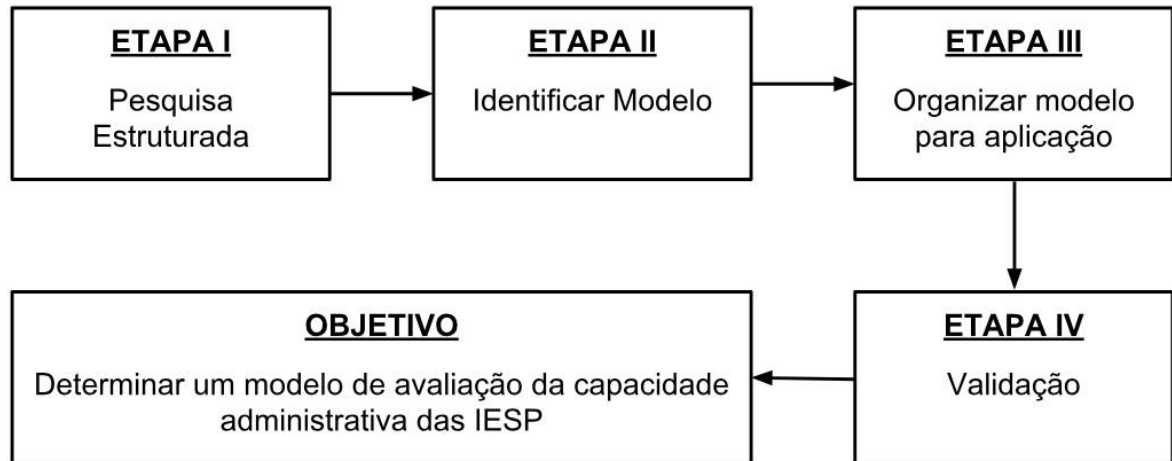 ETAPA I
Pesquisa
Estruturada
ETAPA II
Identificar Modelo
ETAPA III
Organizar modelo
para aplicação
ETAPA IV
Validação
OBJETIVO
Determinar um modelo de avaliação da capacidade
administrativa das IESP